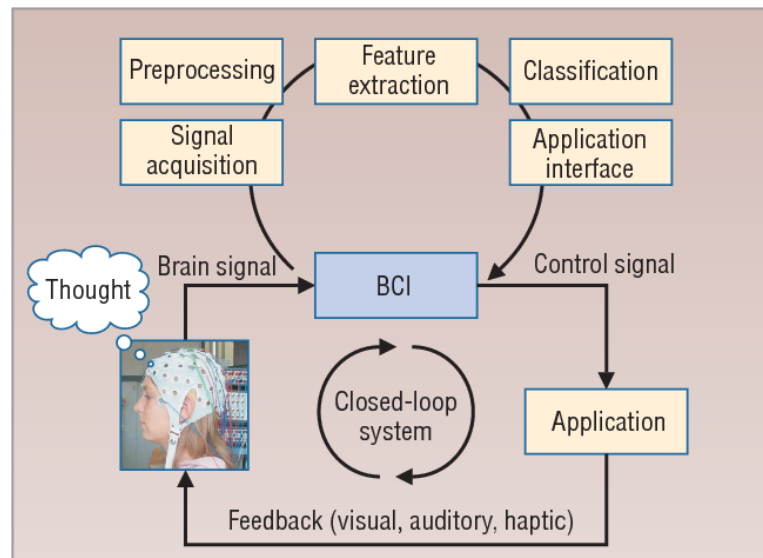 Preprocessing
Feature
extraction
Classification
Signal
acquisition
Application
interface
Thought
Brain signal
BCI
Control signal
Closed-loop
system
Application
Feedback (visual, auditory, haptic)